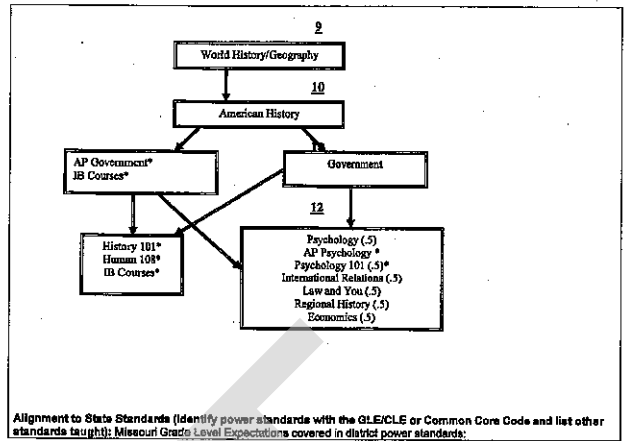 9
World History/Geography
10
American History
AP Government*
IB Courses*
Government
12
History 101*
Human 108*
IB Courses*
Psychology (.5)
AP Psychology *
Psychology 101 (.5)*
International Relations (.5)
Law and You (.5)
Regional History (.5)
Economics (.5)
Alignment to State Standards (Identify power standards with the GLE/CLE or Common Core Code and list other
standards taught): Missouri Grade Level Expectations covered in district power standards: